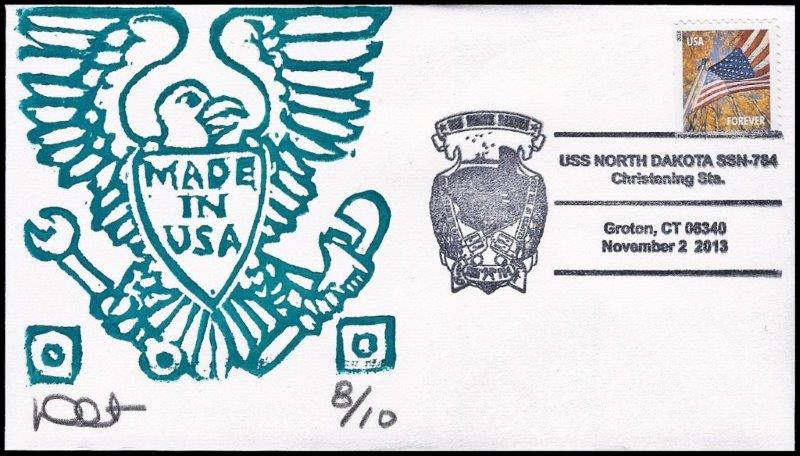 MADE
IN
USA
8/10
2013
USA
FOREVER
USS NORTH DAKOTA SSN-784
Christening Sta.
Groton, CT 06340
November 2 2013